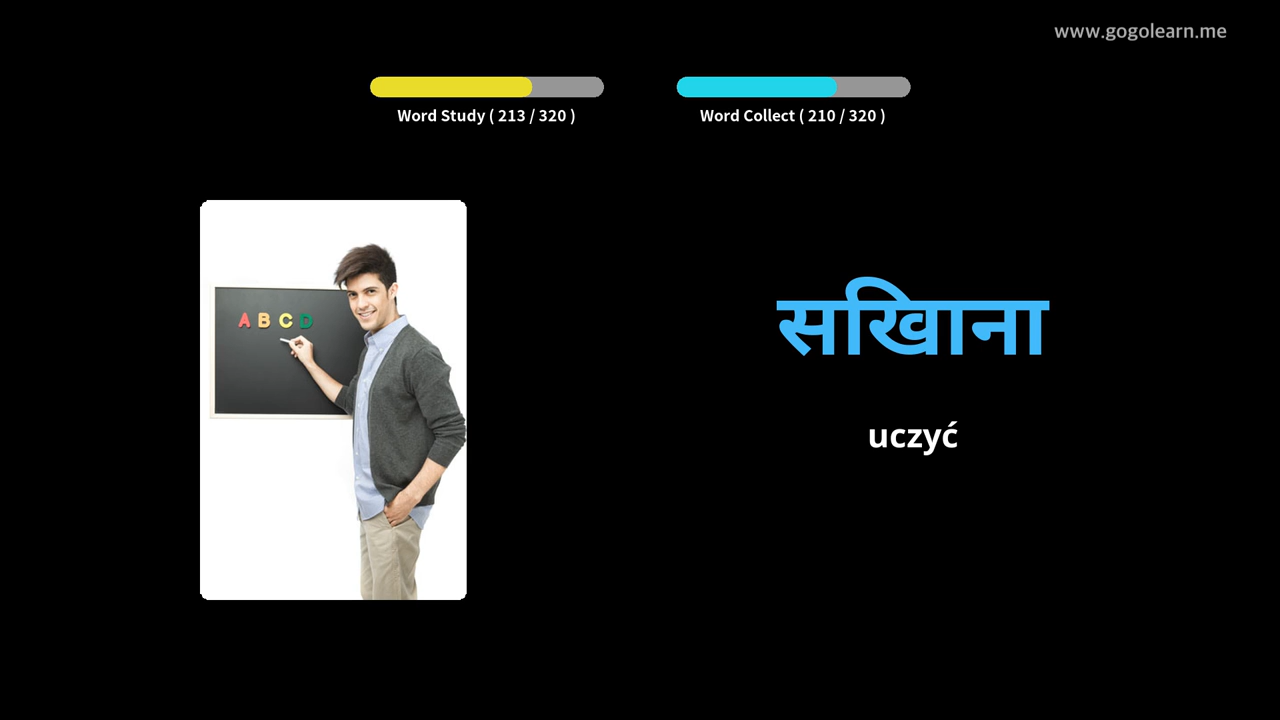 www.gogolearn.me
Word Study ( 213 / 320 )
Word Collect ( 210 / 320 )
A B C D
सखिाना
uczyć